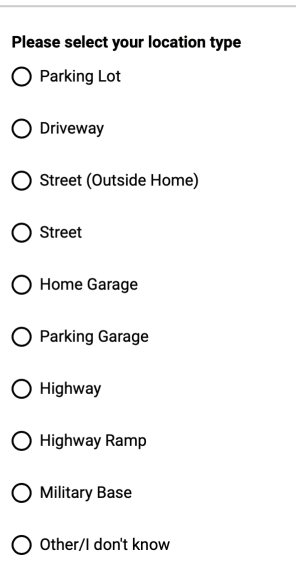 Please select your location type
Parking Lot
Driveway
Street (Outside Home)
Street
Home Garage
Parking Garage
Highway
Highway Ramp
Military Base
Other/I don't know